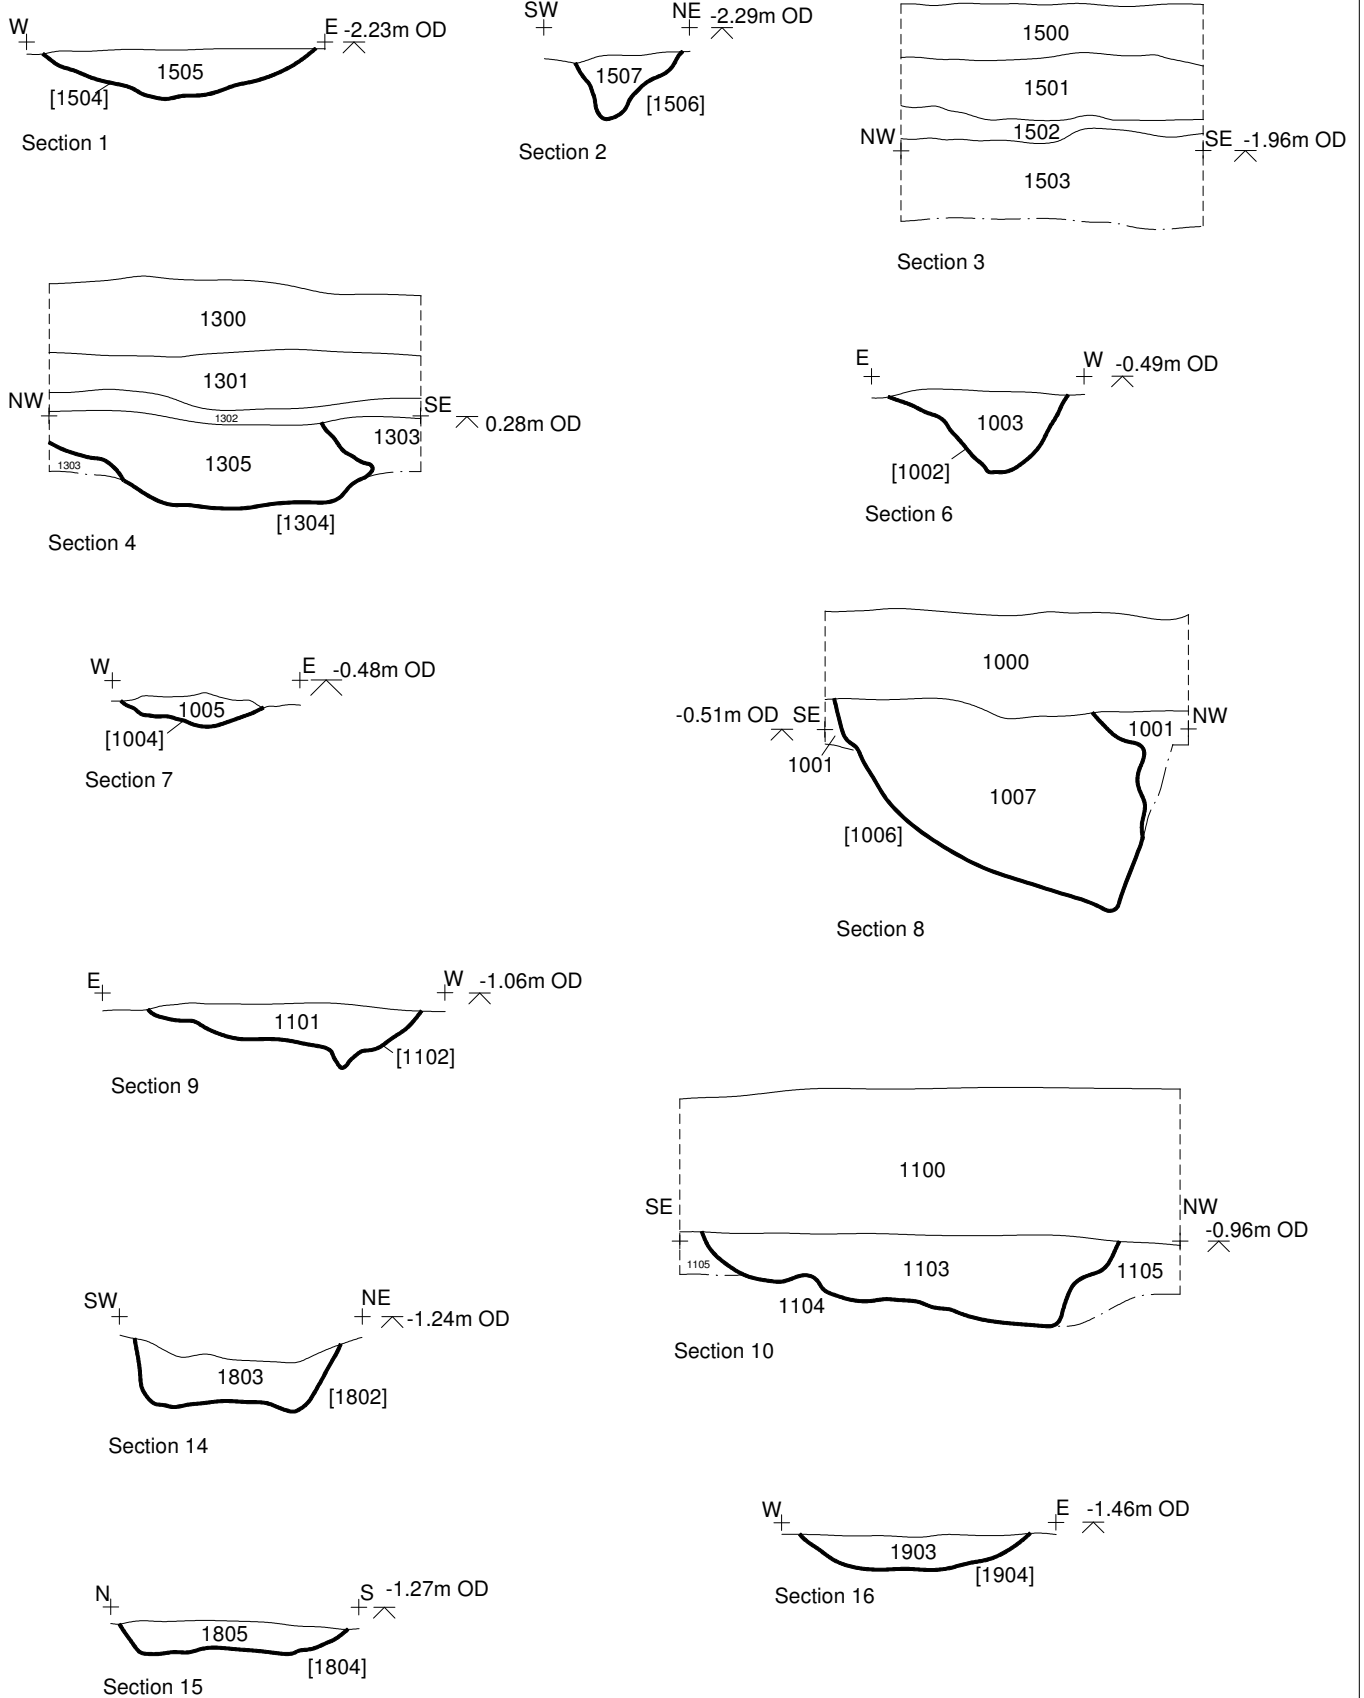 W E -2.23m OD
1505
[1504]
Section 1
SW NE -2.29m OD
1507
[1506]
Section 2
1500
1501
1502
NW SE -1.96m OD
1503
Section 3
1300
1301
NW SE
1302
0.28m OD
1303
1305
1303
[1304]
Section 4
E W -0.49m OD
1003
[1002]
Section 6
W E -0.48m OD
1005
[1004]
Section 7
1000
-0.51m OD SE NW
1001
1001
1007
[1006]
Section 8
E W -1.06m OD
1101
[1102]
Section 9
1100
SE NW
-0.96m OD
1105
1103
1105
1104
Section 10
SW NE
-1.24m OD
1803
[1802]
Section 14
N S -1.27m OD
1805
[1804]
Section 15
W E -1.46m OD
1903
[1904]
Section 16